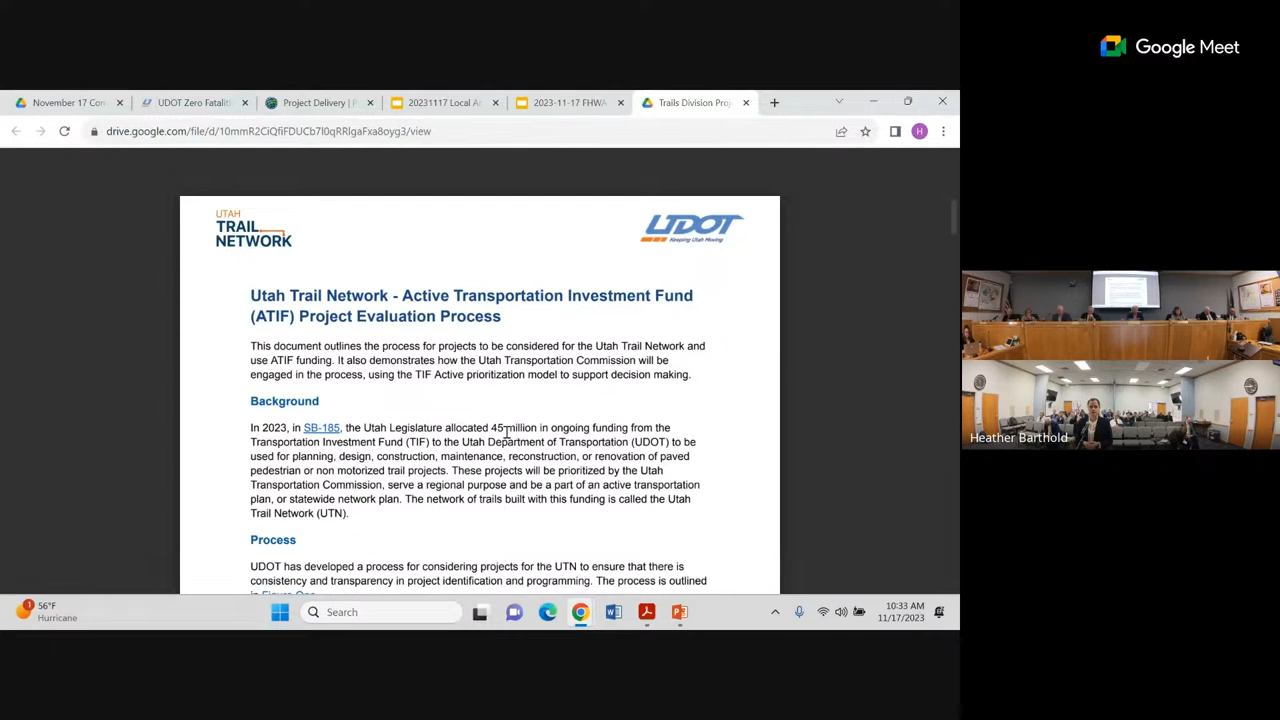 Google Meet
November 17 Con
UDOT Zero Fataliti
Project Delivery | P
20231117 Local Ar
2023-11-17 FHWA
Trails Division Proj
drive.google.com/file/d/10mmR2CiQfiFDUCb7l0qRRlgaFxa8oyg3/view
H
UTAH
TRAIL
NETWORK
UDOT
Keeping Utah Moving
Utah Trail Network - Active Transportation Investment Fund
(ATIF) Project Evaluation Process
This document outlines the process for projects to be considered for the Utah Trail Network and
use ATIF funding. It also demonstrates how the Utah Transportation Commission will be
engaged in the process, using the TIF Active prioritization model to support decision making.
Background
In 2023, in SB-185, the Utah Legislature allocated 45 million in ongoing funding from the
Transportation Investment Fund (TIF) to the Utah Department of Transportation (UDOT) to be
used for planning, design, construction, maintenance, reconstruction, or renovation of paved
pedestrian or non motorized trail projects. These projects will be prioritized by the Utah
Transportation Commission, serve a regional purpose and be a part of an active transportation
plan, or statewide network plan. The network of trails built with this funding is called the Utah
Trail Network (UTN).
Process
UDOT has developed a process for considering projects for the UTN to ensure that there is
consistency and transparency in project identification and programming. The process is outlined
in Figure One.
Heather Barthold
1
56°F
Hurricane
Search
10:33 AM
11/17/2023